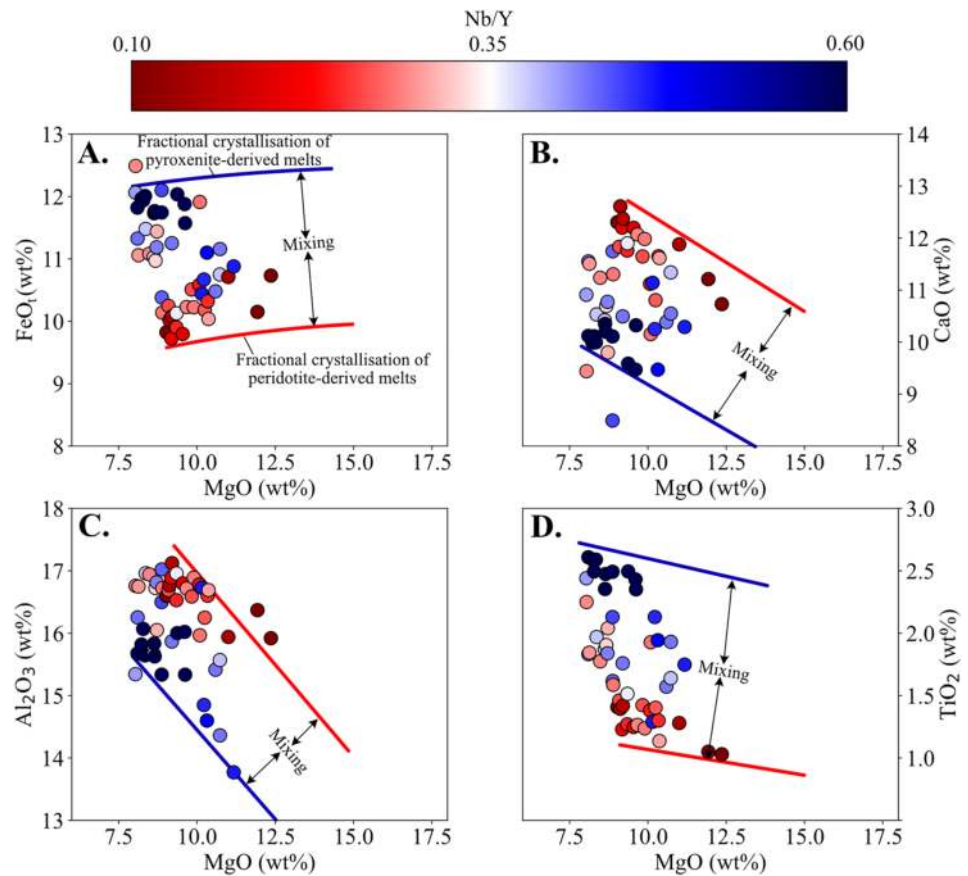 Nb/Y
0.10
0.35
0.60
A.
Fractional crystallisation of
pyroxenite-derived melts
Mixing
Fractional crystallisation of
peridotite-derived melts
13
12
11
10
9
8
FeOₜ(wt%)
7.5
10.0
12.5
15.0
17.5
MgO (wt%)
B.
Mixing
14
13
12
11
10
9
8
CaO (wt%)
7.5
10.0
12.5
15.0
17.5
MgO (wt%)
C.
Mixing
18
17
16
15
14
13
Al₂O₃ (wt%)
7.5
10.0
12.5
15.0
17.5
MgO (wt%)
D.
Mixing
3.0
2.5
2.0
1.5
1.0
TiO₂ (wt%)
7.5
10.0
12.5
15.0
17.5
MgO (wt%)